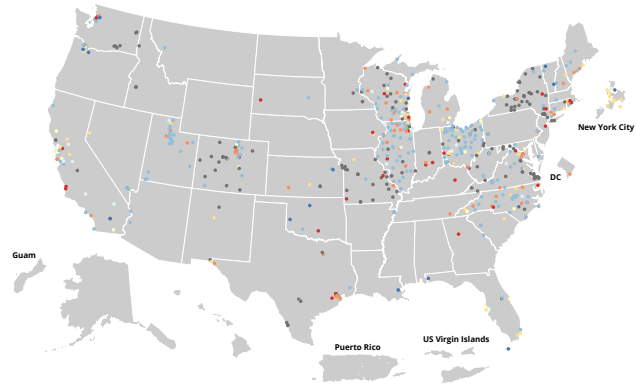 New York City
DC
Guam
Puerto Rico
US Virgin Islands